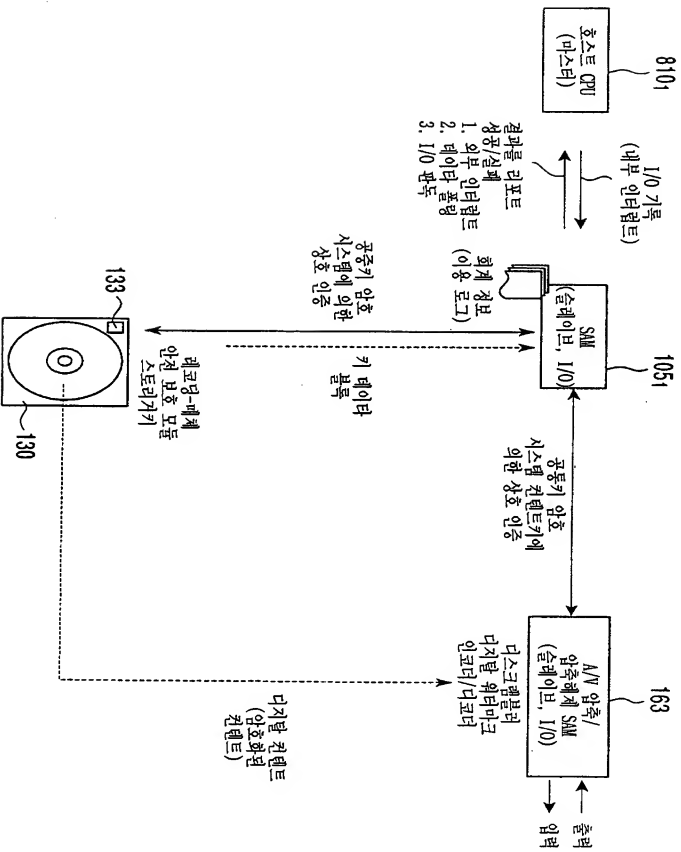 810₁
호스트 CPU
(마스터)
I/O 기록
(내부 인터럽트)
결과를 리포트
성공/실패
1. 외부 인터럽트
2. 데이타 폴링
3. I/O 판독
회계 정보
(이용 로그)
SAM
(슬레이브, I/O)
105₁
공중키 암호
시스템에 의한
상호 인증
키 데이타
블록
133
레코딩-매체
안전 보호 모듈
스토리지키
130
공통키 암호
시스템 컨텐트키에
의한 상호 인증
A/V 압축/
압축해제 SAM
(슬레이브, I/O)
163
디스크램블러
디지탈 워터마크
인코더/디코더
디지탈 컨텐트
(암호화된
컨텐트)
출력
입력